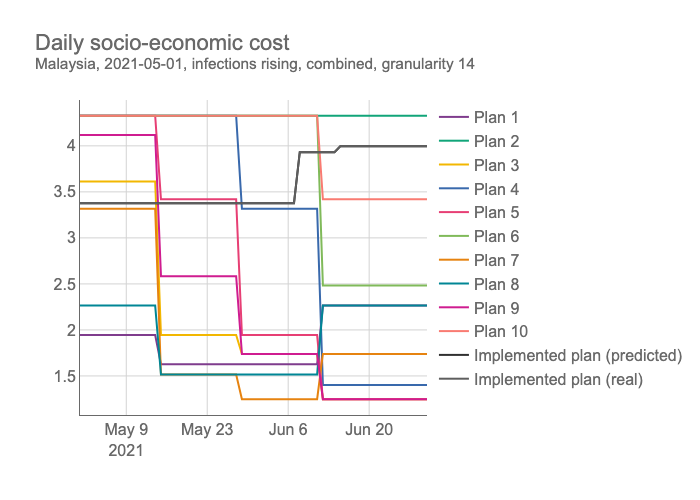 Daily socio-economic cost
Malaysia, 2021-05-01, infections rising, combined, granularity 14
4
3.5
3
2.5
2
1.5
May 9
2021
May 23
Jun 6
Jun 20
Plan 1
Plan 2
Plan 3
Plan 4
Plan 5
Plan 6
Plan 7
Plan 8
Plan 9
Plan 10
Implemented plan (predicted)
Implemented plan (real)